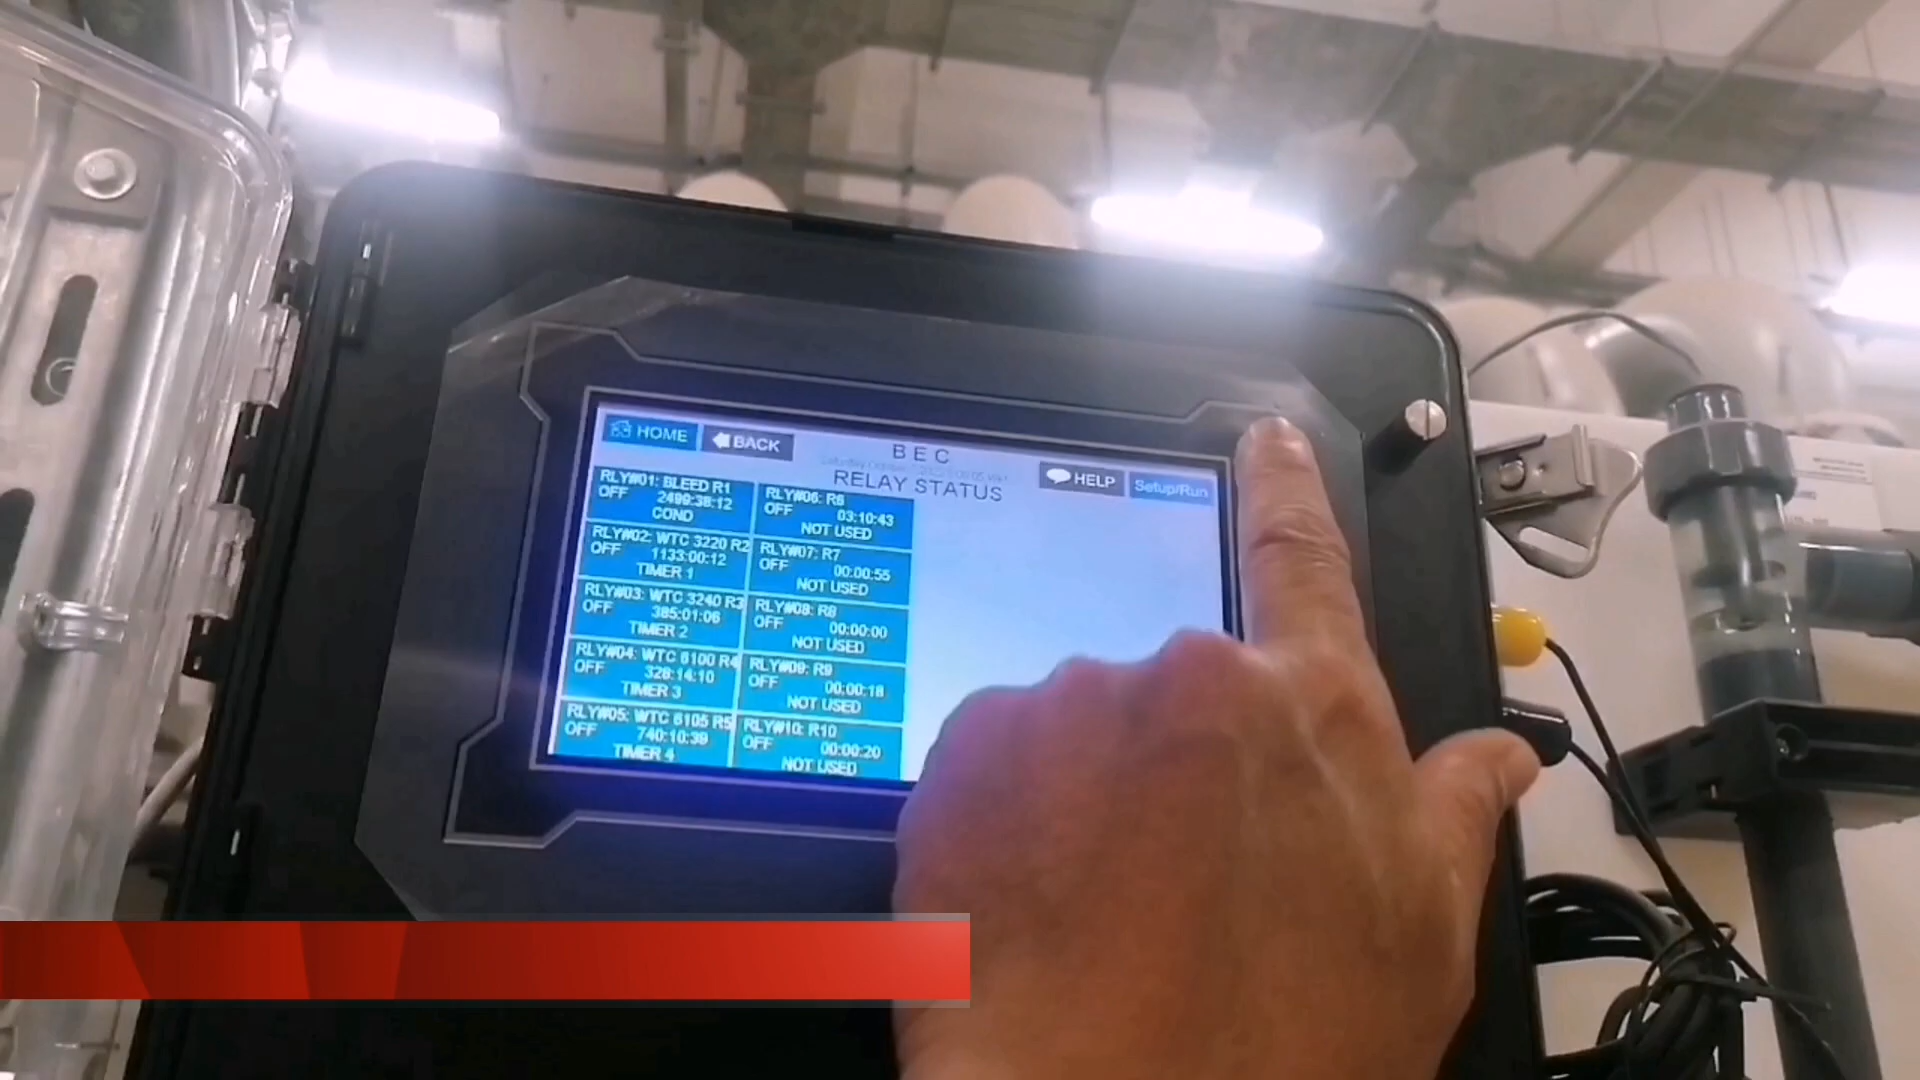 HOME
BACK
BEC
HELP
Setup/Run
RELAY STATUS
RLY#01: BLEED R1
OFF 2499:38:12
COND
RLY#02: WTC 3220 R2
OFF 1133:00:12
TIMER 1
RLY#03: WTC 3240 R3
OFF 385:01:06
TIMER 2
RLY#04: WTC 6100 R4
OFF 328:14:10
TIMER 3
RLY#05: WTC 6105 R5
OFF 740:10:39
TIMER 4
RLY#06: R6
OFF 03:10:43
NOT USED
RLY#07: R7
OFF 00:00:55
NOT USED
RLY#08: R8
OFF 00:00:00
NOT USED
RLY#09: R9
OFF 00:00:18
NOT USED
RLY#10: R10
OFF 00:00:20
NOT USED